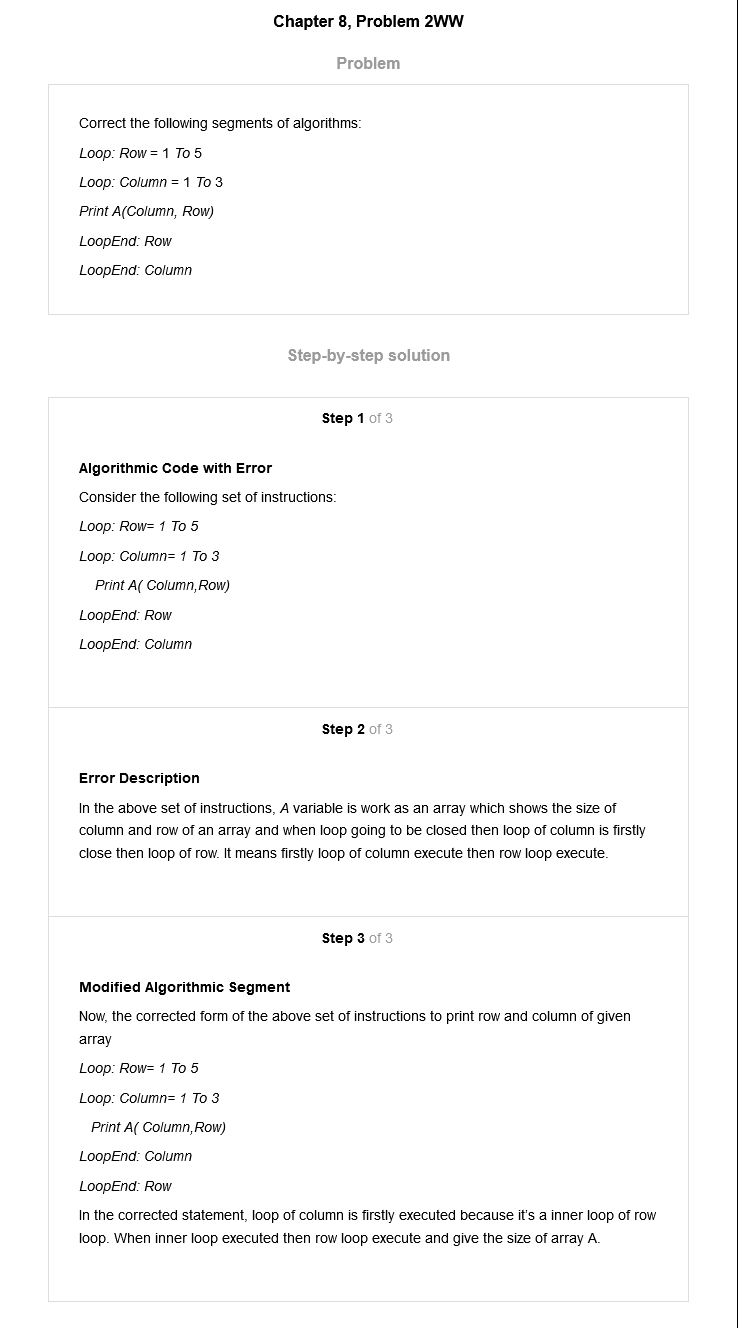 Chapter 8, Problem 2WW
Problem
Correct the following segments of algorithms:
Loop: Row = 1 To 5
Loop: Column = 1 To 3
Print A(Column, Row)
LoopEnd: Row
LoopEnd: Column
Step-by-step solution
Step 1 of 3
Algorithmic Code with Error
Consider the following set of instructions:
Loop: Row= 1 To 5
Loop: Column= 1 To 3
Print A( Column,Row)
LoopEnd: Row
LoopEnd: Column
Step 2 of 3
Error Description
In the above set of instructions, A variable is work as an array which shows the size of
column and row of an array and when loop going to be closed then loop of column is firstly
close then loop of row. It means firstly loop of column execute then row loop execute.
Step 3 of 3
Modified Algorithmic Segment
Now, the corrected form of the above set of instructions to print row and column of given
array
Loop: Row= 1 To 5
Loop: Column= 1 To 3
Print A( Column,Row)
LoopEnd: Column
LoopEnd: Row
In the corrected statement, loop of column is firstly executed because it's a inner loop of row
loop. When inner loop executed then row loop execute and give the size of array A.